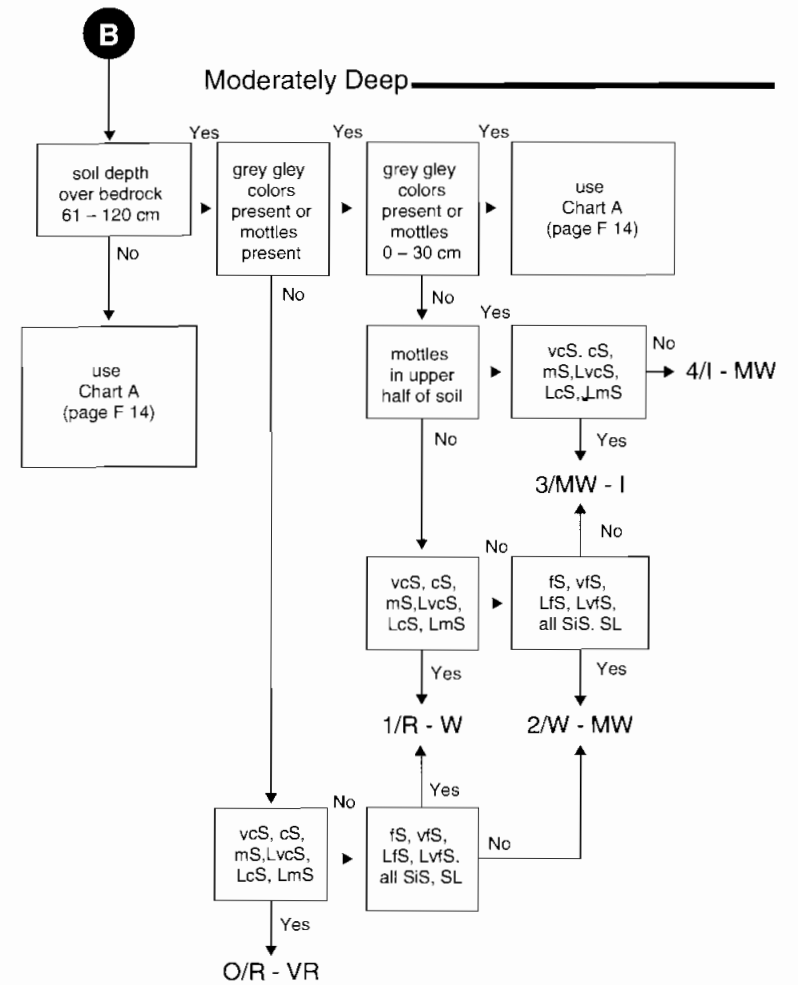 B
Moderately Deep
Yes
Yes
Yes
soil depth
over bedrock
61 – 120 cm
grey gley
colors
present or
mottles
present
grey gley
colors
present or
mottles
0 – 30 cm
use
Chart A
(page F 14)
No
No
No
Yes
use
Chart A
(page F 14)
mottles
in upper
half of soil
vcS. cS,
mS,LvcS,
LcS, LmS
No
4/I - MW
No
Yes
3/MW - I
No
No
vcS, cS,
mS,LvcS,
LcS, LmS
fS, vfS,
LfS, LvfS,
all SiS. SL
Yes
Yes
1/R - W
2/W - MW
Yes
No
vcS, cS,
mS,LvcS,
LcS, LmS
fS, vfS,
LfS, LvfS.
all SiS, SL
No
Yes
O/R - VR